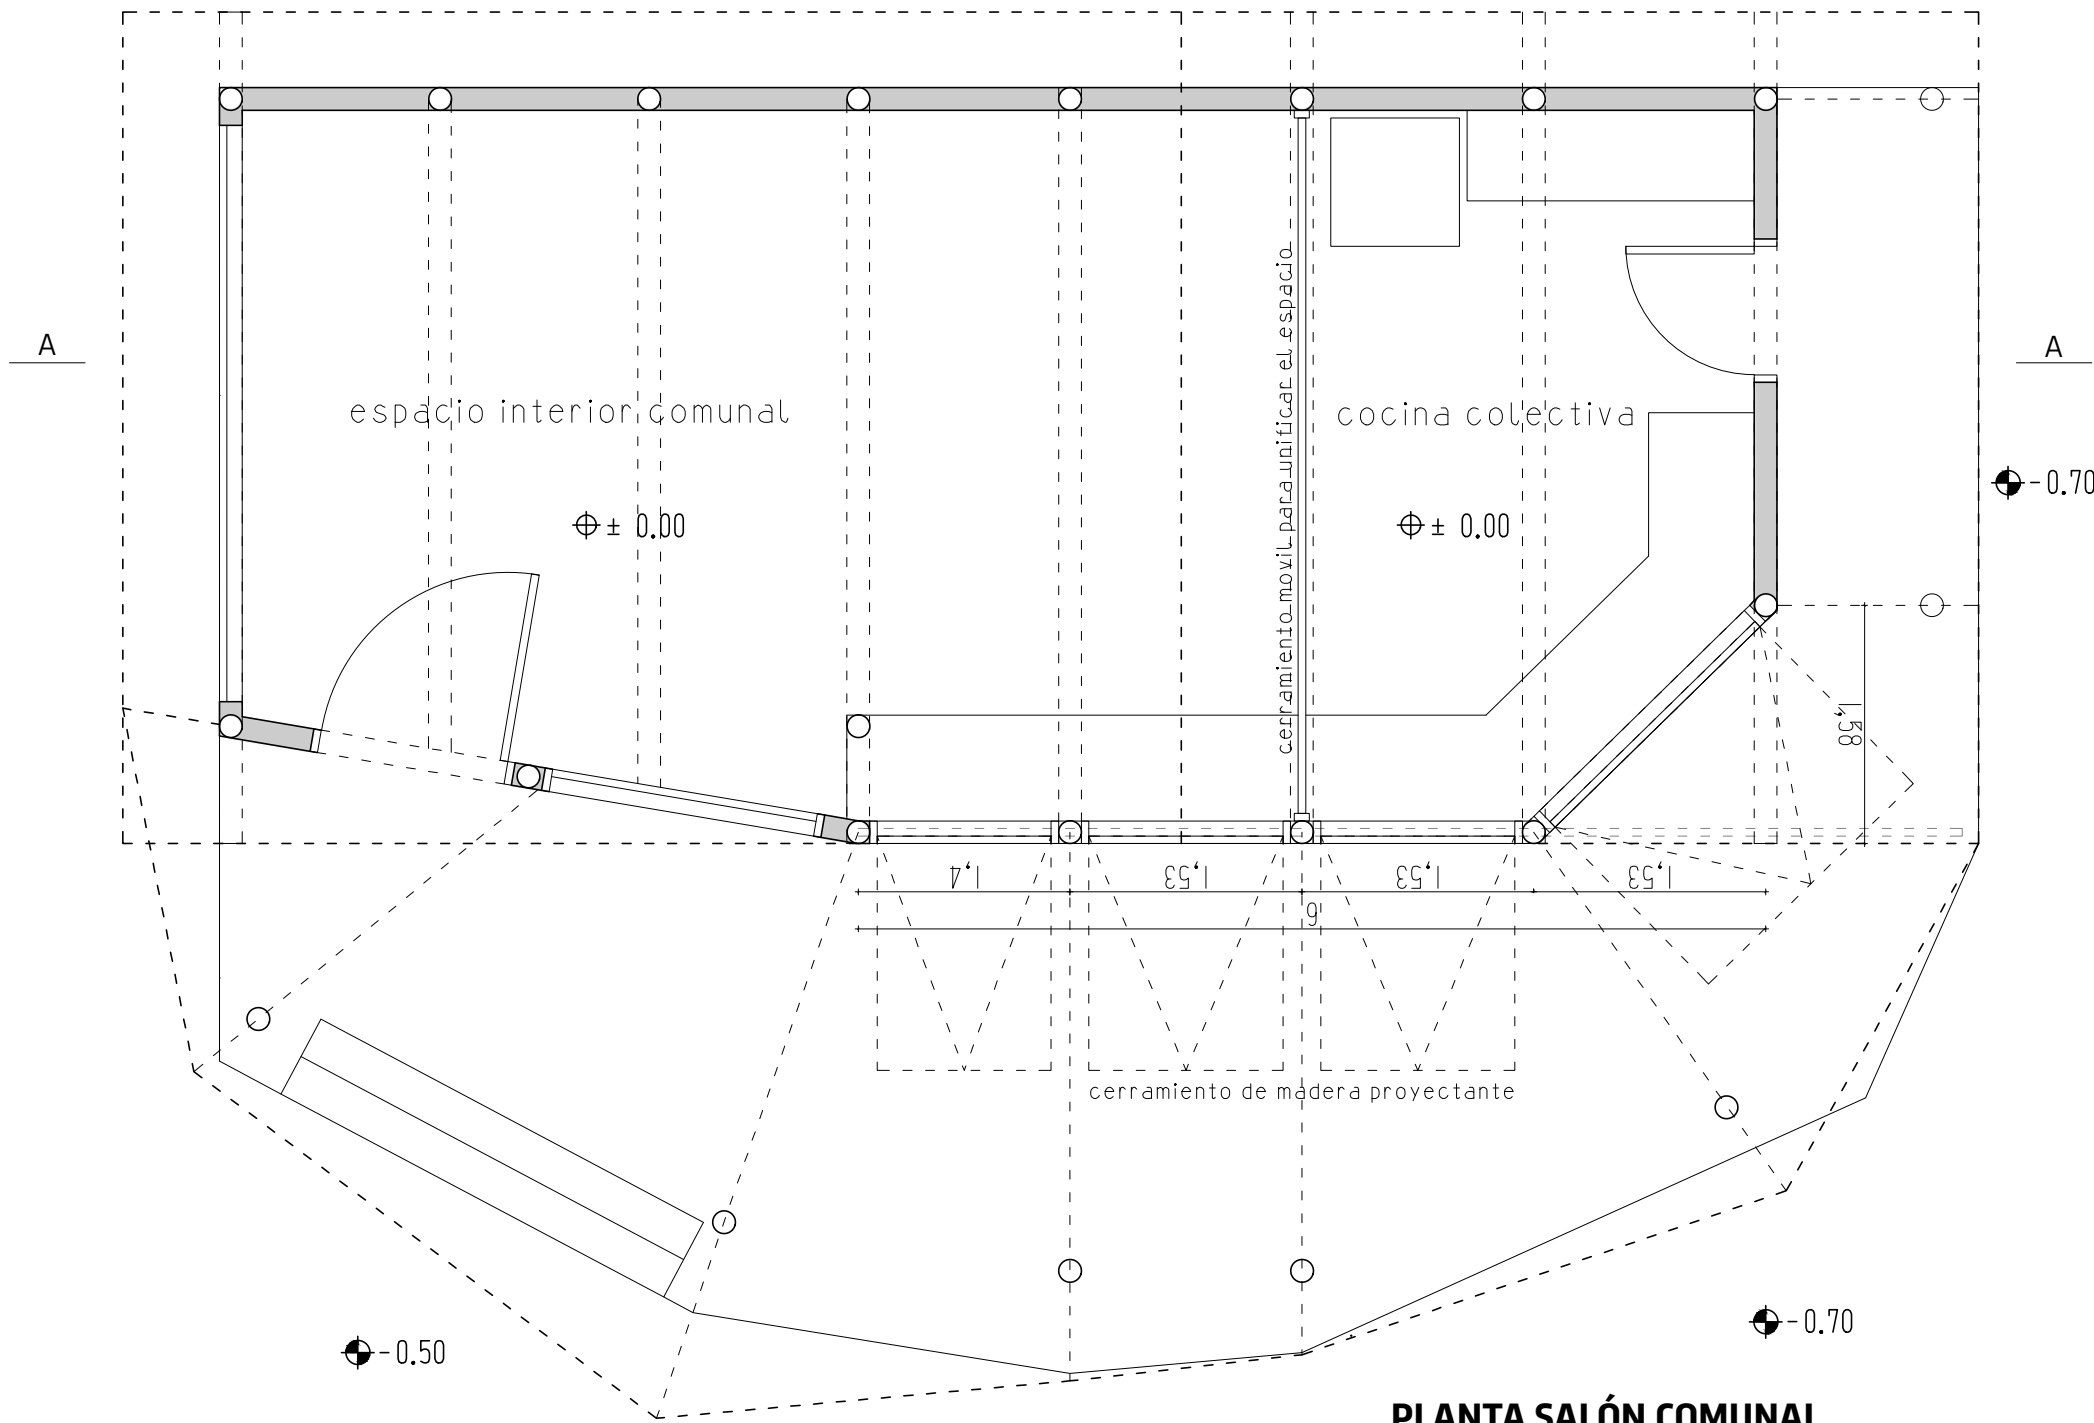 A
A
espacio interior comunal
cocina colectiva
cerramiento movil para unificar el espacio
-0.70
± 0.00
± 0.00
1,58
1,4
1,53
1,53
1,53
6
cerramiento de madera proyectante
-0.50
-0.70
PLANTA SALÓN COMUNAL